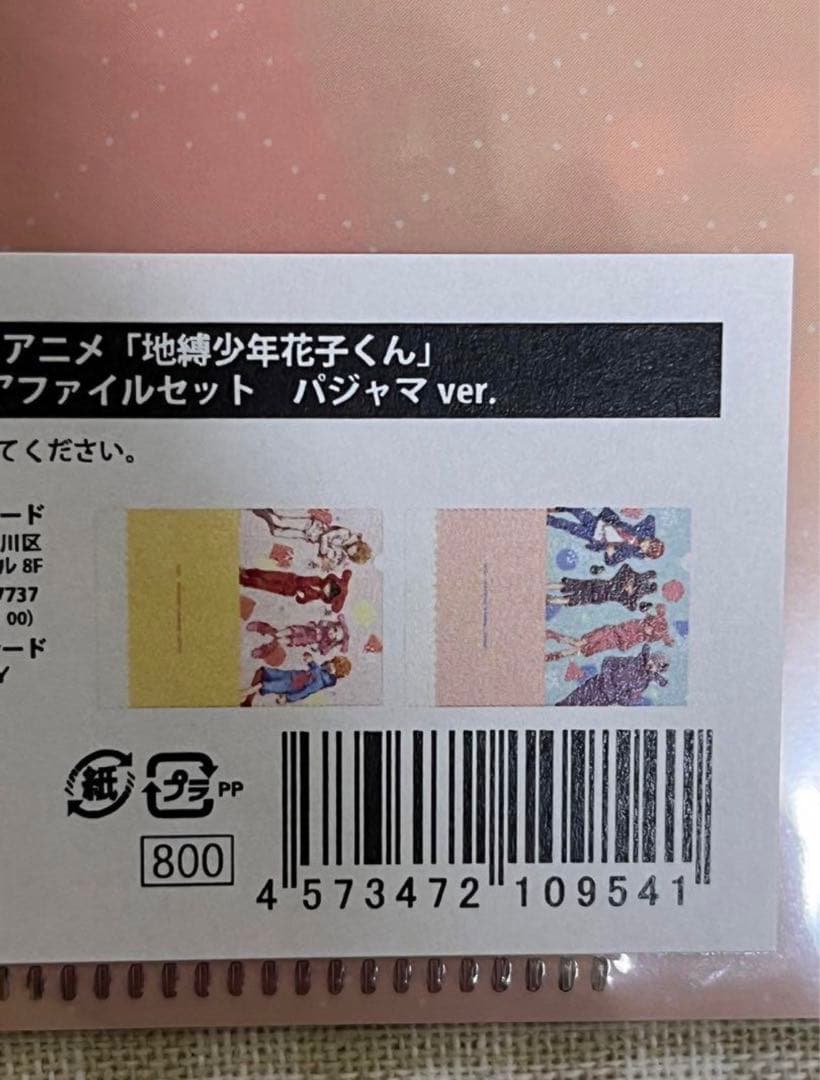 アニメ「地縛少年花子くん」
アファイルセット　パジャマ ver.
てください。
ード
川区
ル 8F
7737
00)
ード
Y
紙
プラ
PP
800
4 573472 109541